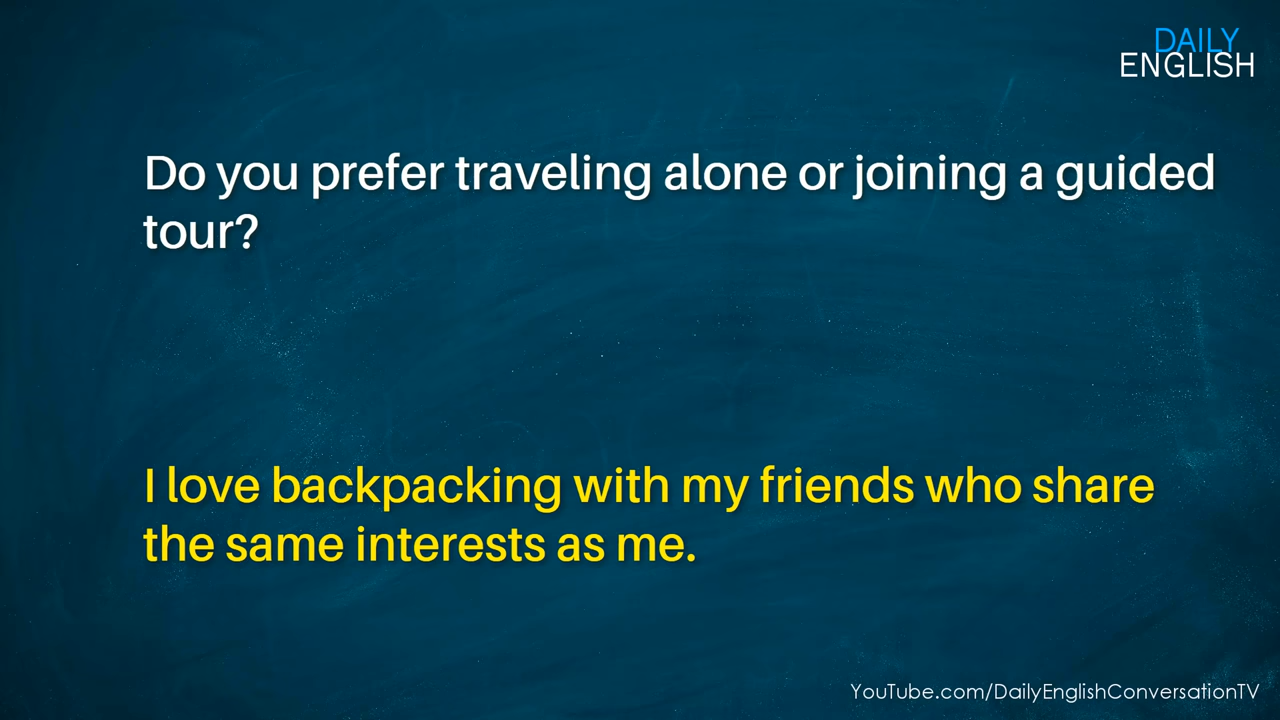 DAILY
ENGLISH
Do you prefer traveling alone or joining a guided
tour?
I love backpacking with my friends who share
the same interests as me.
YouTube.com/DailyEnglishConversationTV